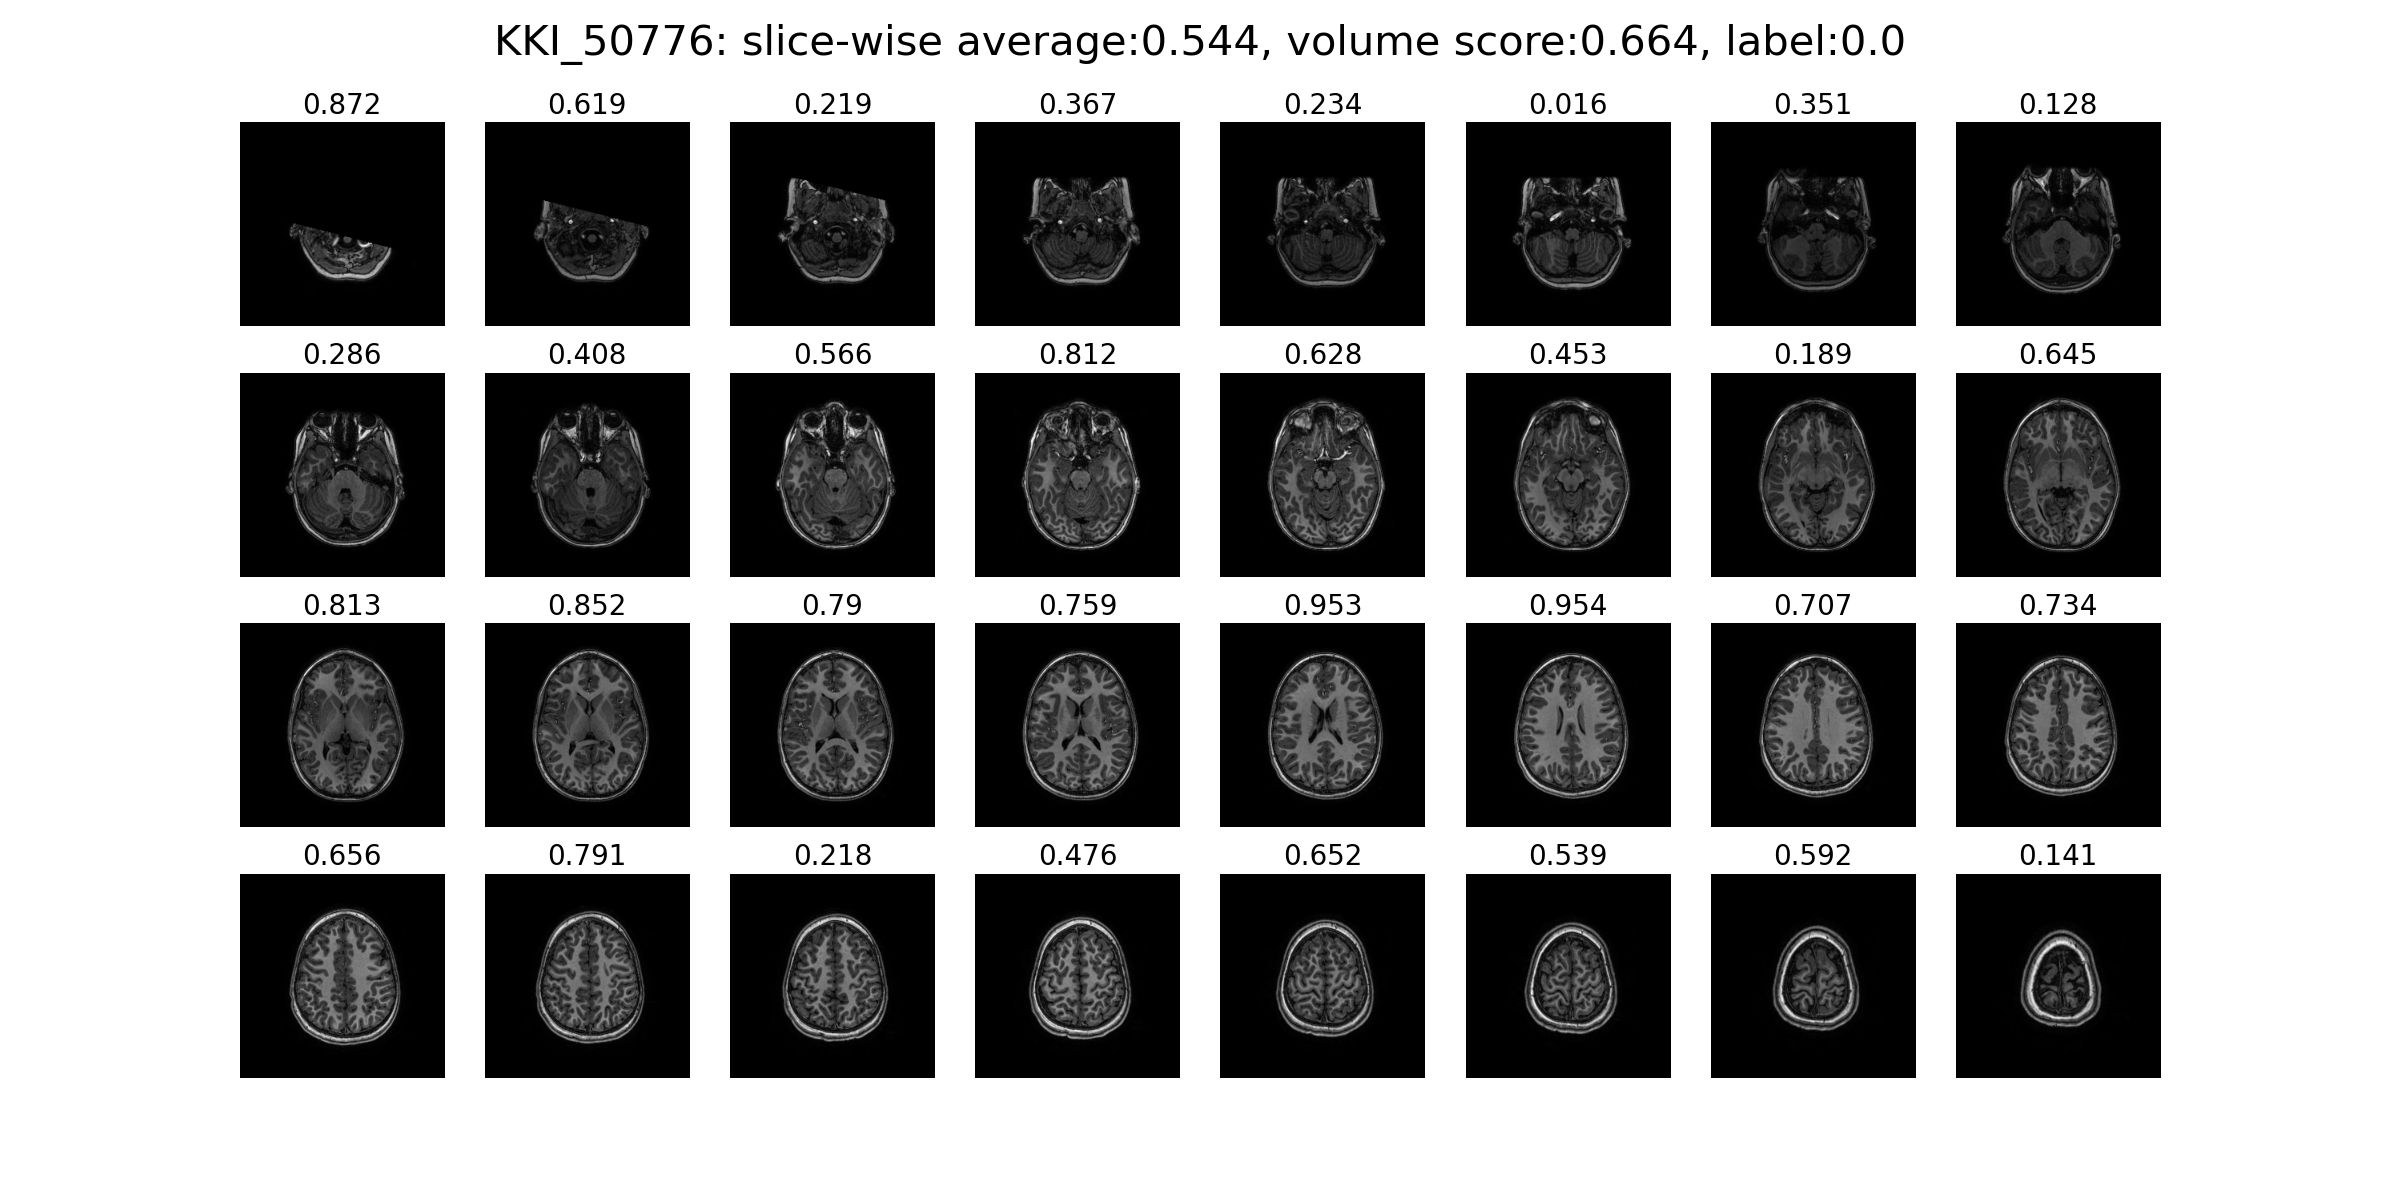 KKI_50776: slice-wise average:0.544, volume score:0.664, label:0.0
0.872 0.619 0.219 0.367 0.234 0.016 0.351 0.128
0.286 0.408 0.566 0.812 0.628 0.453 0.189 0.645
0.813 0.852 0.79 0.759 0.953 0.954 0.707 0.734
0.656 0.791 0.218 0.476 0.652 0.539 0.592 0.141